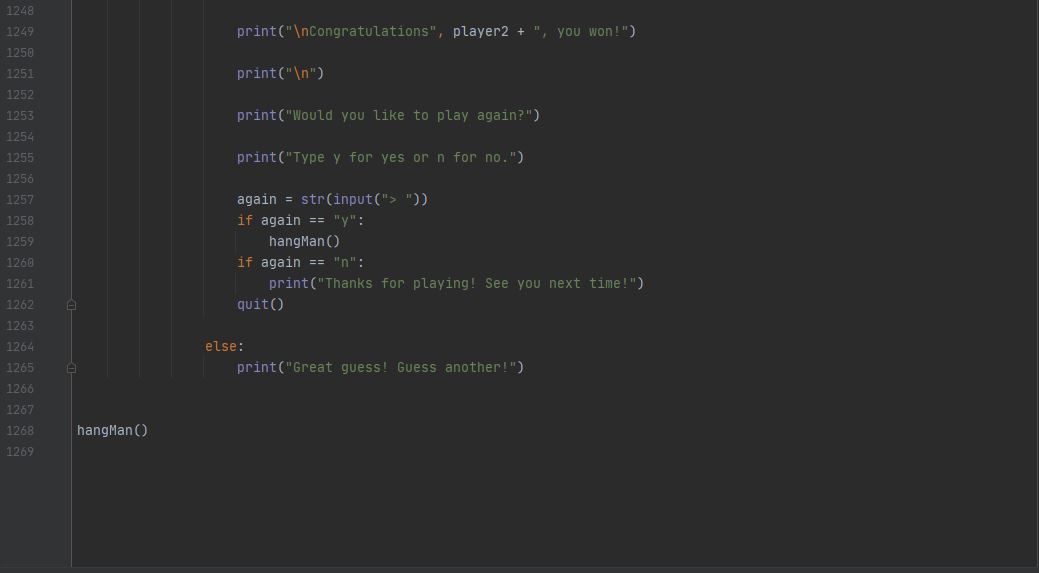 1248
1249 print("\nCongratulations", player2 + ", you won!")
1250
1251 print("\n")
1252
1253 print("Would you like to play again?")
1254
1255 print("Type y for yes or n for no.")
1256
1257 again = str(input("> "))
1258 if again == "y":
1259 hangMan()
1260 if again == "n":
1261 print("Thanks for playing! See you next time!")
1262 quit()
1263
1264 else:
1265 print("Great guess! Guess another!")
1266
1267
1268 hangMan()
1269